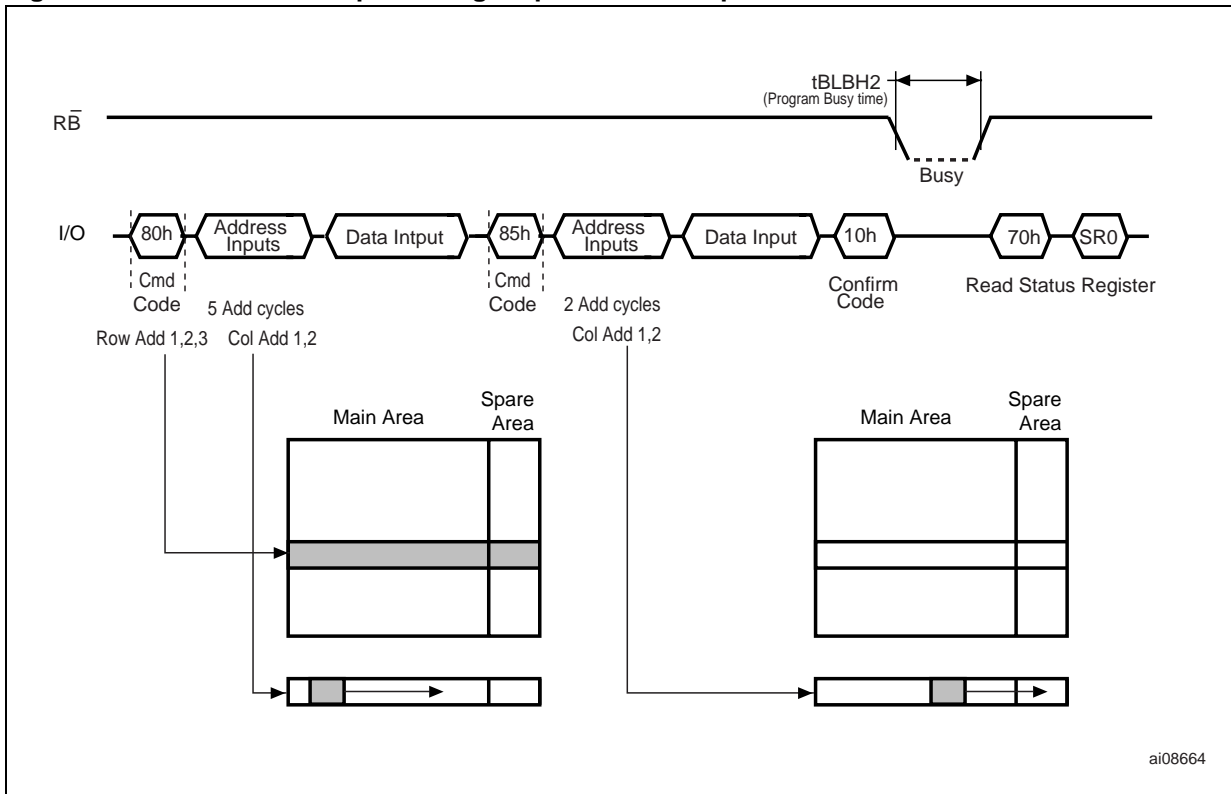 tBLBH2
(Program Busy time)
RB̅
Busy
I/O
80h
Address
Inputs
Data Intput
85h
Address
Inputs
Data Input
10h
70h
SR0
Cmd
Code
Cmd
Code
Confirm
Code
Read Status Register
5 Add cycles
2 Add cycles
Row Add 1,2,3
Col Add 1,2
Col Add 1,2
Main Area
Spare
Area
Main Area
Spare
Area
ai08664